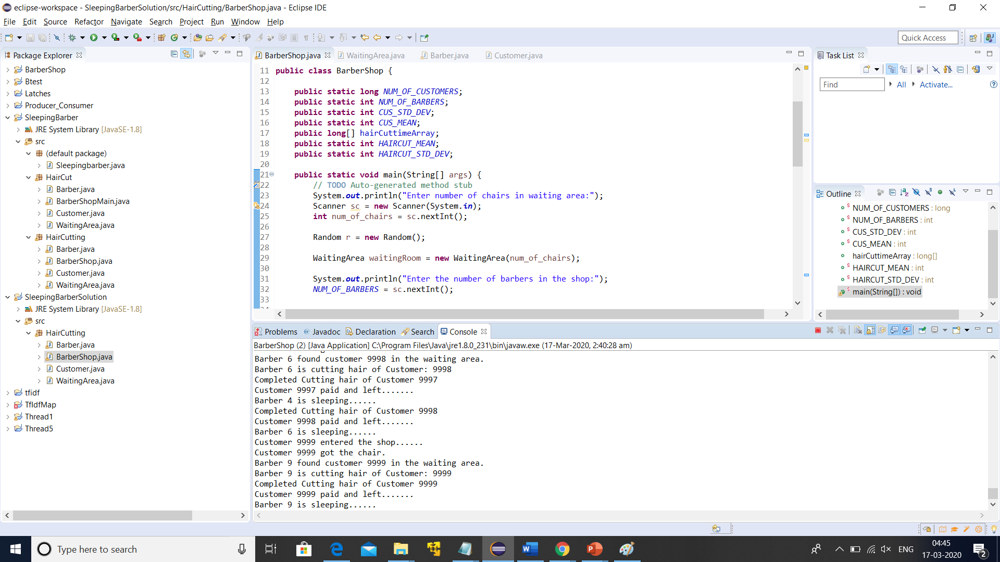 eclipse-workspace - SleepingBarberSolution/src/HairCutting/BarberShop.java - Eclipse IDE
File Edit Source Refactor Navigate Search Project Run Window Help
Quick Access
Package Explorer
BarberShop
Btest
Latches
Producer_Consumer
SleepingBarber
JRE System Library [JavaSE-1.8]
src
(default package)
Sleepingbarber.java
HairCut
Barber.java
BarberShopMain.java
Customer.java
WaitingArea.java
HairCutting
Barber.java
BarberShop.java
Customer.java
WaitingArea.java
SleepingBarberSolution
JRE System Library [JavaSE-1.8]
src
HairCutting
Barber.java
BarberShop.java
Customer.java
WaitingArea.java
tfidf
TfIdfMap
Thread1
Thread5
BarberShop.java WaitingArea.java Barber.java Customer.java
11 public class BarberShop {
12
13 public static long NUM_OF_CUSTOMERS;
14 public static int NUM_OF_BARBERS;
15 public static int CUS_STD_DEV;
16 public static int CUS_MEAN;
17 public long[] hairCuttimeArray;
18 public static int HAIRCUT_MEAN;
19 public static int HAIRCUT_STD_DEV;
20
21 public static void main(String[] args) {
22 // TODO Auto-generated method stub
23 System.out.println("Enter number of chairs in waiting area:");
24 Scanner sc = new Scanner(System.in);
25 int num_of_chairs = sc.nextInt();
26
27 Random r = new Random();
28
29 WaitingArea waitingRoom = new WaitingArea(num_of_chairs);
30
31 System.out.println("Enter the number of barbers in the shop:");
32 NUM_OF_BARBERS = sc.nextInt();
33
Task List
Find All Activate...
Outline
NUM_OF_CUSTOMERS : long
NUM_OF_BARBERS : int
CUS_STD_DEV : int
CUS_MEAN : int
hairCuttimeArray : long[]
HAIRCUT_MEAN : int
HAIRCUT_STD_DEV : int
main(String[]) : void
Problems @ Javadoc Declaration Search Console
BarberShop (2) [Java Application] C:\Program Files\Java\jre1.8.0_231\bin\javaw.exe (17-Mar-2020, 2:40:28 am)
Barber 6 found customer 9998 in the waiting area.
Barber 6 is cutting hair of Customer: 9998
Completed Cutting hair of Customer 9997
Customer 9997 paid and left.......
Barber 4 is sleeping......
Completed Cutting hair of Customer 9998
Customer 9998 paid and left.......
Barber 6 is sleeping......
Customer 9999 entered the shop......
Customer 9999 got the chair.
Barber 9 found customer 9999 in the waiting area.
Barber 9 is cutting hair of Customer: 9999
Completed Cutting hair of Customer 9999
Customer 9999 paid and left.......
Barber 9 is sleeping......
Type here to search
ENG
04:45
17-03-2020
2